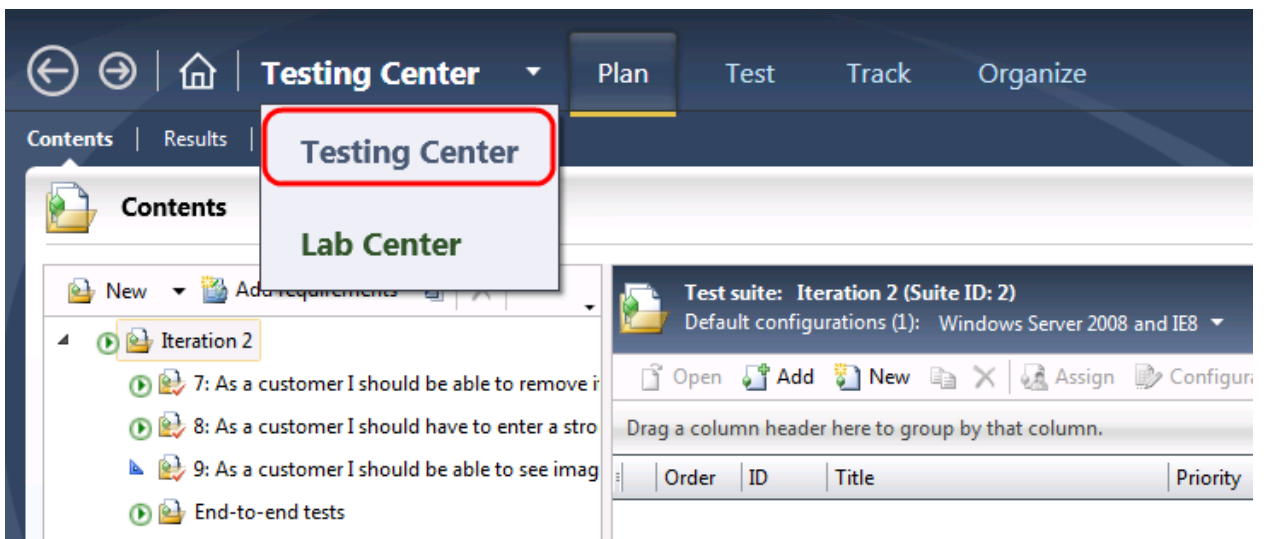 Testing Center Plan Test Track Organize
Contents | Results |
Testing Center
Lab Center
Contents
New Add requirements
Iteration 2
7: As a customer I should be able to remove
8: As a customer I should have to enter a
9: As a customer I should be able to see
End-to-end tests
Test suite: Iteration 2 (Suite ID: 2)
Default configurations (1): Windows Server 2008 and IE8
Open Add New Assign
Drag a column header here to group by that column.
Order ID Title Priority